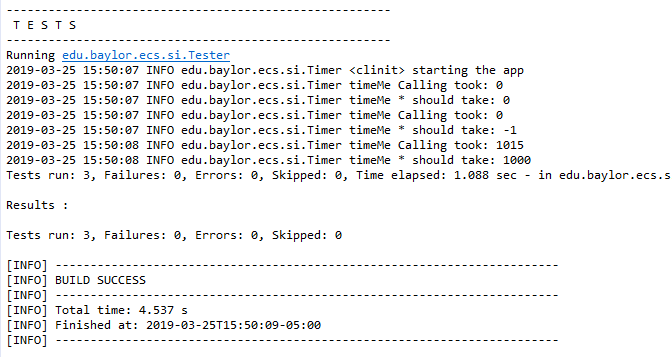 -------------------------------------------------------
 T E S T S
-------------------------------------------------------
Running edu.baylor.ecs.si.Tester
2019-03-25 15:50:07 INFO edu.baylor.ecs.si.Timer <clinit> starting the app
2019-03-25 15:50:07 INFO edu.baylor.ecs.si.Timer timeMe Calling took: 0
2019-03-25 15:50:07 INFO edu.baylor.ecs.si.Timer timeMe * should take: 0
2019-03-25 15:50:07 INFO edu.baylor.ecs.si.Timer timeMe Calling took: 0
2019-03-25 15:50:07 INFO edu.baylor.ecs.si.Timer timeMe * should take: -1
2019-03-25 15:50:08 INFO edu.baylor.ecs.si.Timer timeMe Calling took: 1015
2019-03-25 15:50:08 INFO edu.baylor.ecs.si.Timer timeMe * should take: 1000
Tests run: 3, Failures: 0, Errors: 0, Skipped: 0, Time elapsed: 1.088 sec - in edu.baylor.ecs.s
Results :
Tests run: 3, Failures: 0, Errors: 0, Skipped: 0
[INFO] ------------------------------------------------------------------------
[INFO] BUILD SUCCESS
[INFO] ------------------------------------------------------------------------
[INFO] Total time: 4.537 s
[INFO] Finished at: 2019-03-25T15:50:09-05:00
[INFO] ------------------------------------------------------------------------